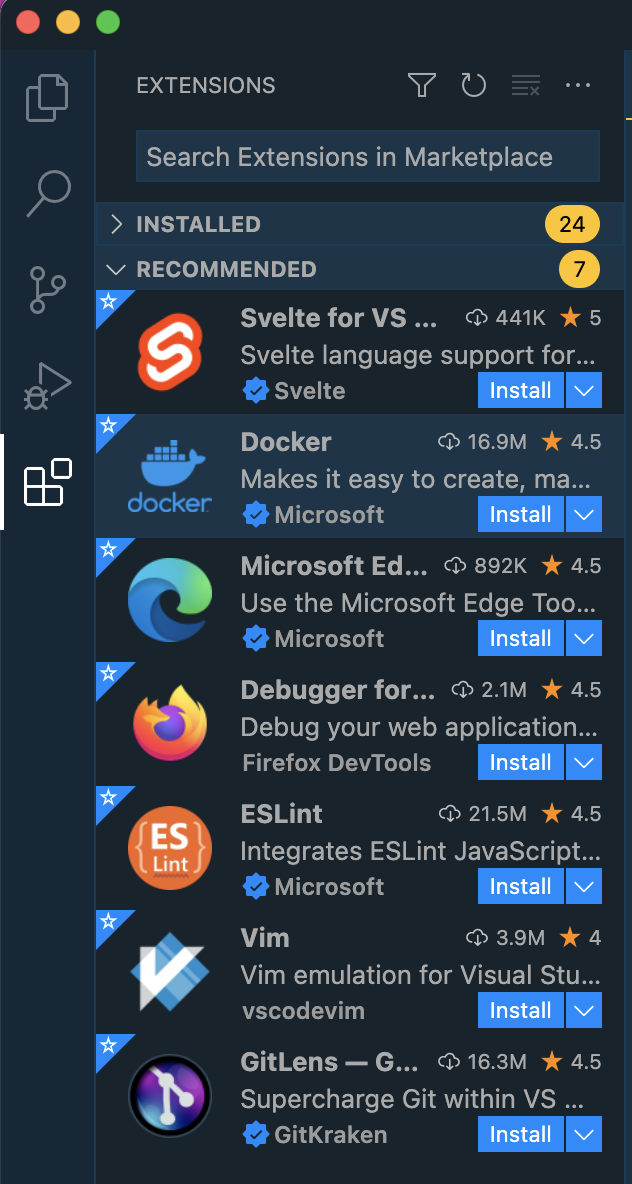 EXTENSIONS
Search Extensions in Marketplace
INSTALLED 24
RECOMMENDED 7
Svelte for VS ... 441K 5
Svelte language support for...
Svelte Install
Docker 16.9M 4.5
Makes it easy to create, ma...
docker
Microsoft Install
Microsoft Ed... 892K 4.5
Use the Microsoft Edge Too...
Microsoft Install
Debugger for... 2.1M 4.5
Debug your web application...
Firefox DevTools Install
ESLint 21.5M 4.5
{ES
Lint}
Integrates ESLint JavaScript...
Microsoft Install
Vim 3.9M 4
Vim emulation for Visual Stu...
vscodevim Install
GitLens — G... 16.3M 4.5
Supercharge Git within VS ...
GitKraken Install